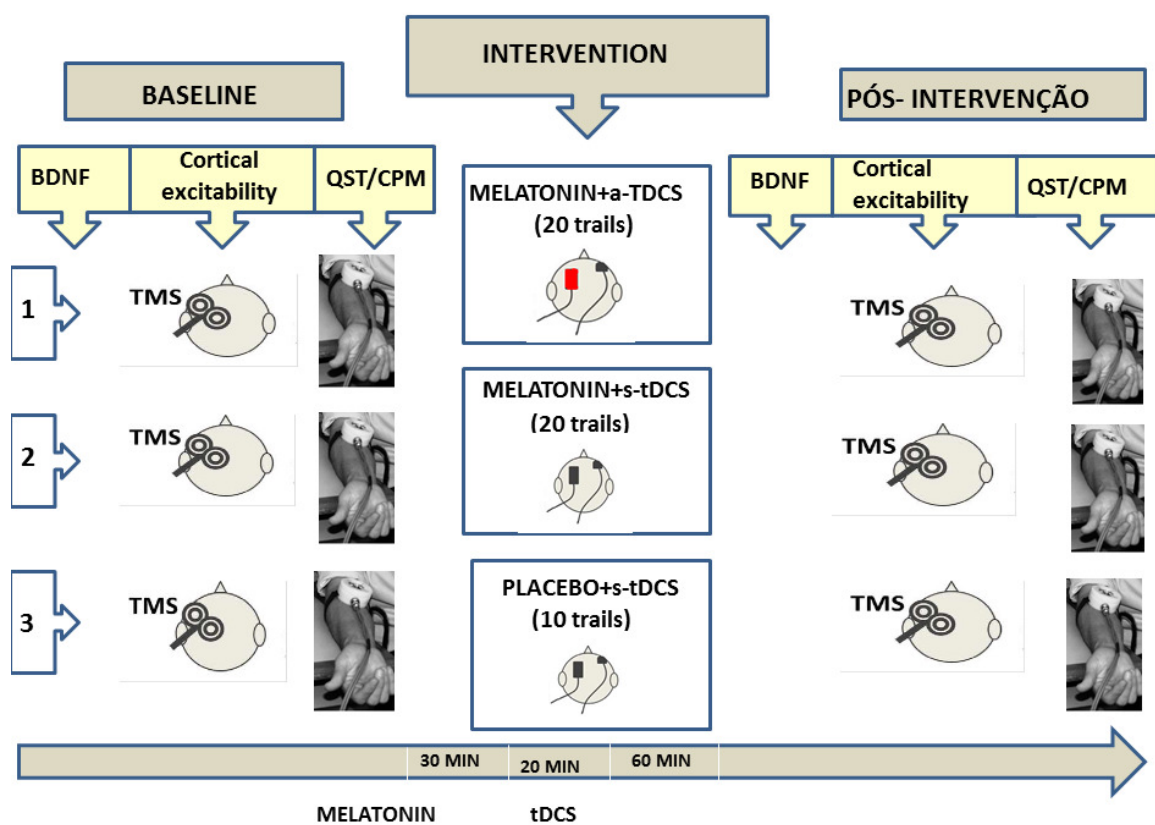 INTERVENTION
BASELINE
PÓS- INTERVENÇÃO
BDNF
Cortical
excitability
QST/CPM
BDNF
Cortical
excitability
QST/CPM
1
TMS
MELATONIN+a-TDCS
(20 trails)
TMS
2
TMS
MELATONIN+s-tDCS
(20 trails)
TMS
3
TMS
PLACEBO+s-tDCS
(10 trails)
TMS
30 MIN
20 MIN
60 MIN
MELATONIN
tDCS